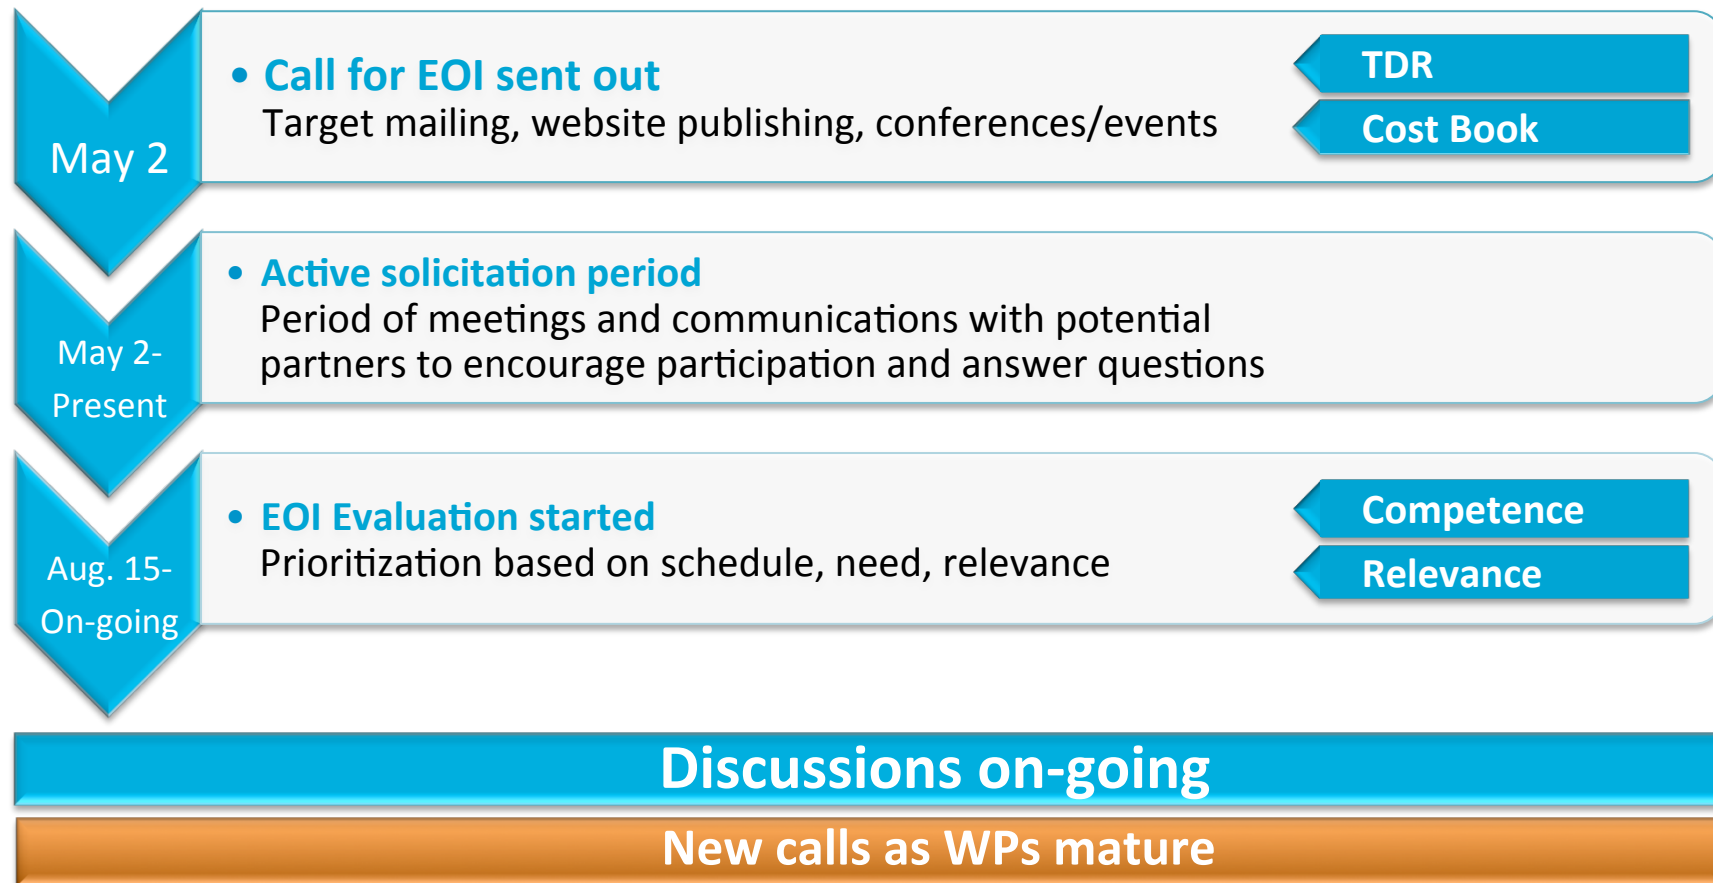 May 2
• Call for EOI sent out
Target mailing, website publishing, conferences/events
TDR
Cost Book
May 2-
Present
• Active solicitation period
Period of meetings and communications with potential
partners to encourage participation and answer questions
Aug. 15-
On-going
• EOI Evaluation started
Prioritization based on schedule, need, relevance
Competence
Relevance
Discussions on-going
New calls as WPs mature